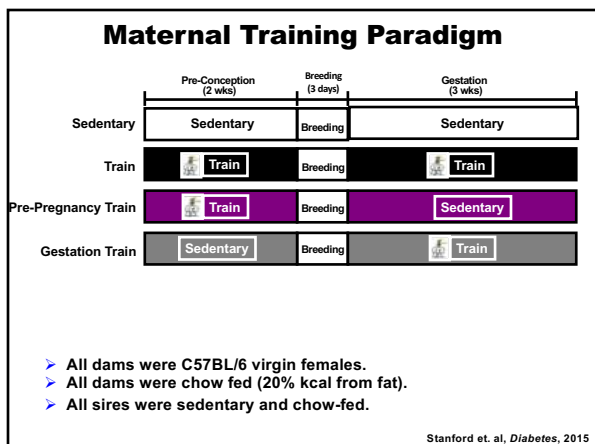 Maternal Training Paradigm
Pre-Conception
(2 wks)
Breeding
(3 days)
Gestation
(3 wks)
Sedentary
Sedentary
Breeding
Sedentary
Train
Train
Breeding
Train
Pre-Pregnancy Train
Train
Breeding
Sedentary
Gestation Train
Sedentary
Breeding
Train
➢ All dams were C57BL/6 virgin females.
➢ All dams were chow fed (20% kcal from fat).
➢ All sires were sedentary and chow-fed.
Stanford et. al, Diabetes, 2015